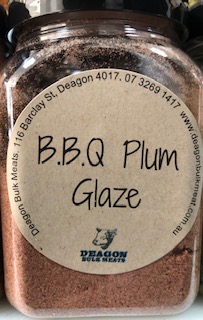 Deagon Bulk Meats. 116 Barclay St, Deagon 4017. 07 3269 1417 www.deagonbulkmeat.com.au
B.B.Q Plum
Glaze
DEAGON
BULK MEATS